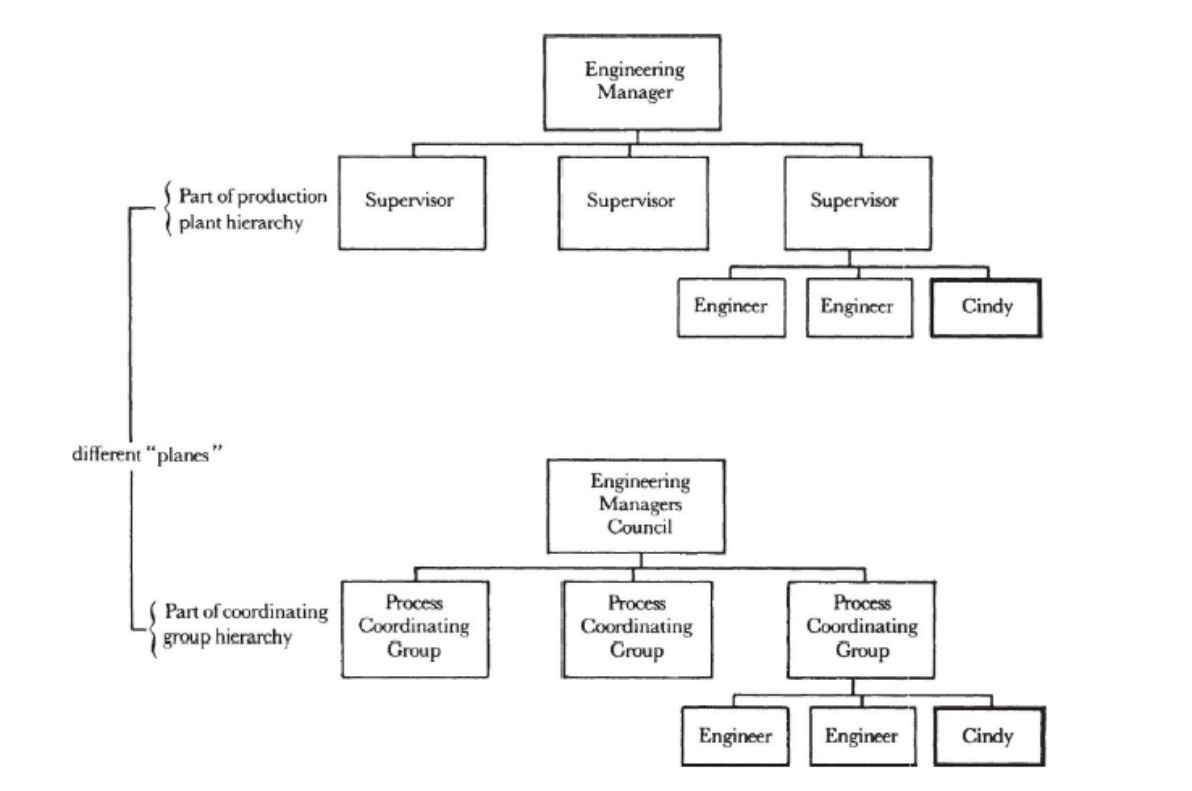 Engineering
Manager
Part of production
plant hierarchy
Supervisor
Supervisor
Supervisor
Engineer
Engineer
Cindy
different “planes”
Engineering
Managers
Council
Part of coordinating
group hierarchy
Process
Coordinating
Group
Process
Coordinating
Group
Process
Coordinating
Group
Engineer
Engineer
Cindy